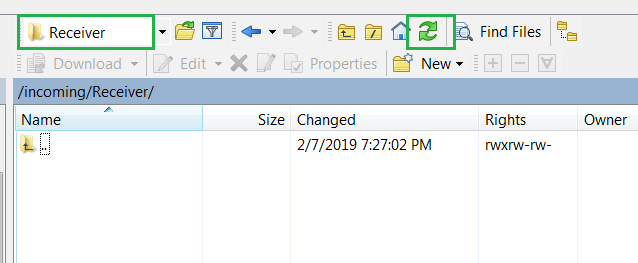 Receiver Find Files
Download Edit Properties New
/incoming/Receiver/
Name Size Changed Rights Owner
.. 2/7/2019 7:27:02 PM rwxrw-rw-